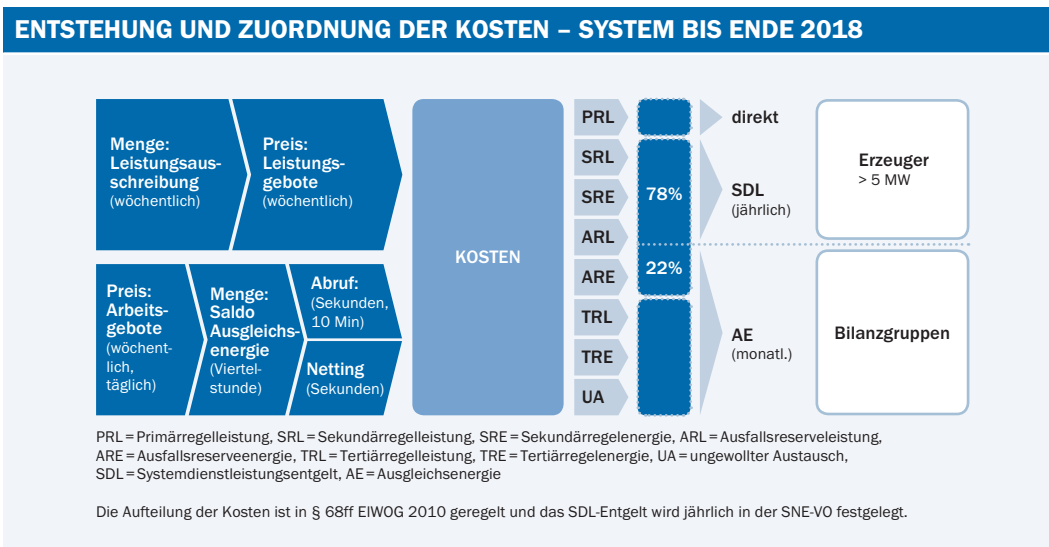 ENTSTEHUNG UND ZUORDNUNG DER KOSTEN – SYSTEM BIS ENDE 2018
Menge:
Leistungsaus-
schreibung
(wöchentlich)
Preis:
Leistungs-
gebote
(wöchentlich)
Preis:
Arbeits-
gebote
(wöchent-
lich,
täglich)
Menge:
Saldo
Ausgleichs-
energie
(Viertel-
stunde)
Abruf:
(Sekunden,
10 Min)
Netting
(Sekunden)
KOSTEN
PRL
SRL
SRE
ARL
ARE
TRL
TRE
UA
78%
22%
direkt
SDL
(jährlich)
AE
(monatl.)
Erzeuger
> 5 MW
Bilanzgruppen
PRL = Primärregelleistung, SRL = Sekundärregelleistung, SRE = Sekundärregelenergie, ARL = Ausfallsreserveleistung,
ARE = Ausfallsreserveenergie, TRL = Tertiärregelleistung, TRE = Tertiärregelenergie, UA = ungewollter Austausch,
SDL = Systemdienstleistungsentgelt, AE = Ausgleichsenergie
Die Aufteilung der Kosten ist in § 68ff ElWOG 2010 geregelt und das SDL-Entgelt wird jährlich in der SNE-VO festgelegt.